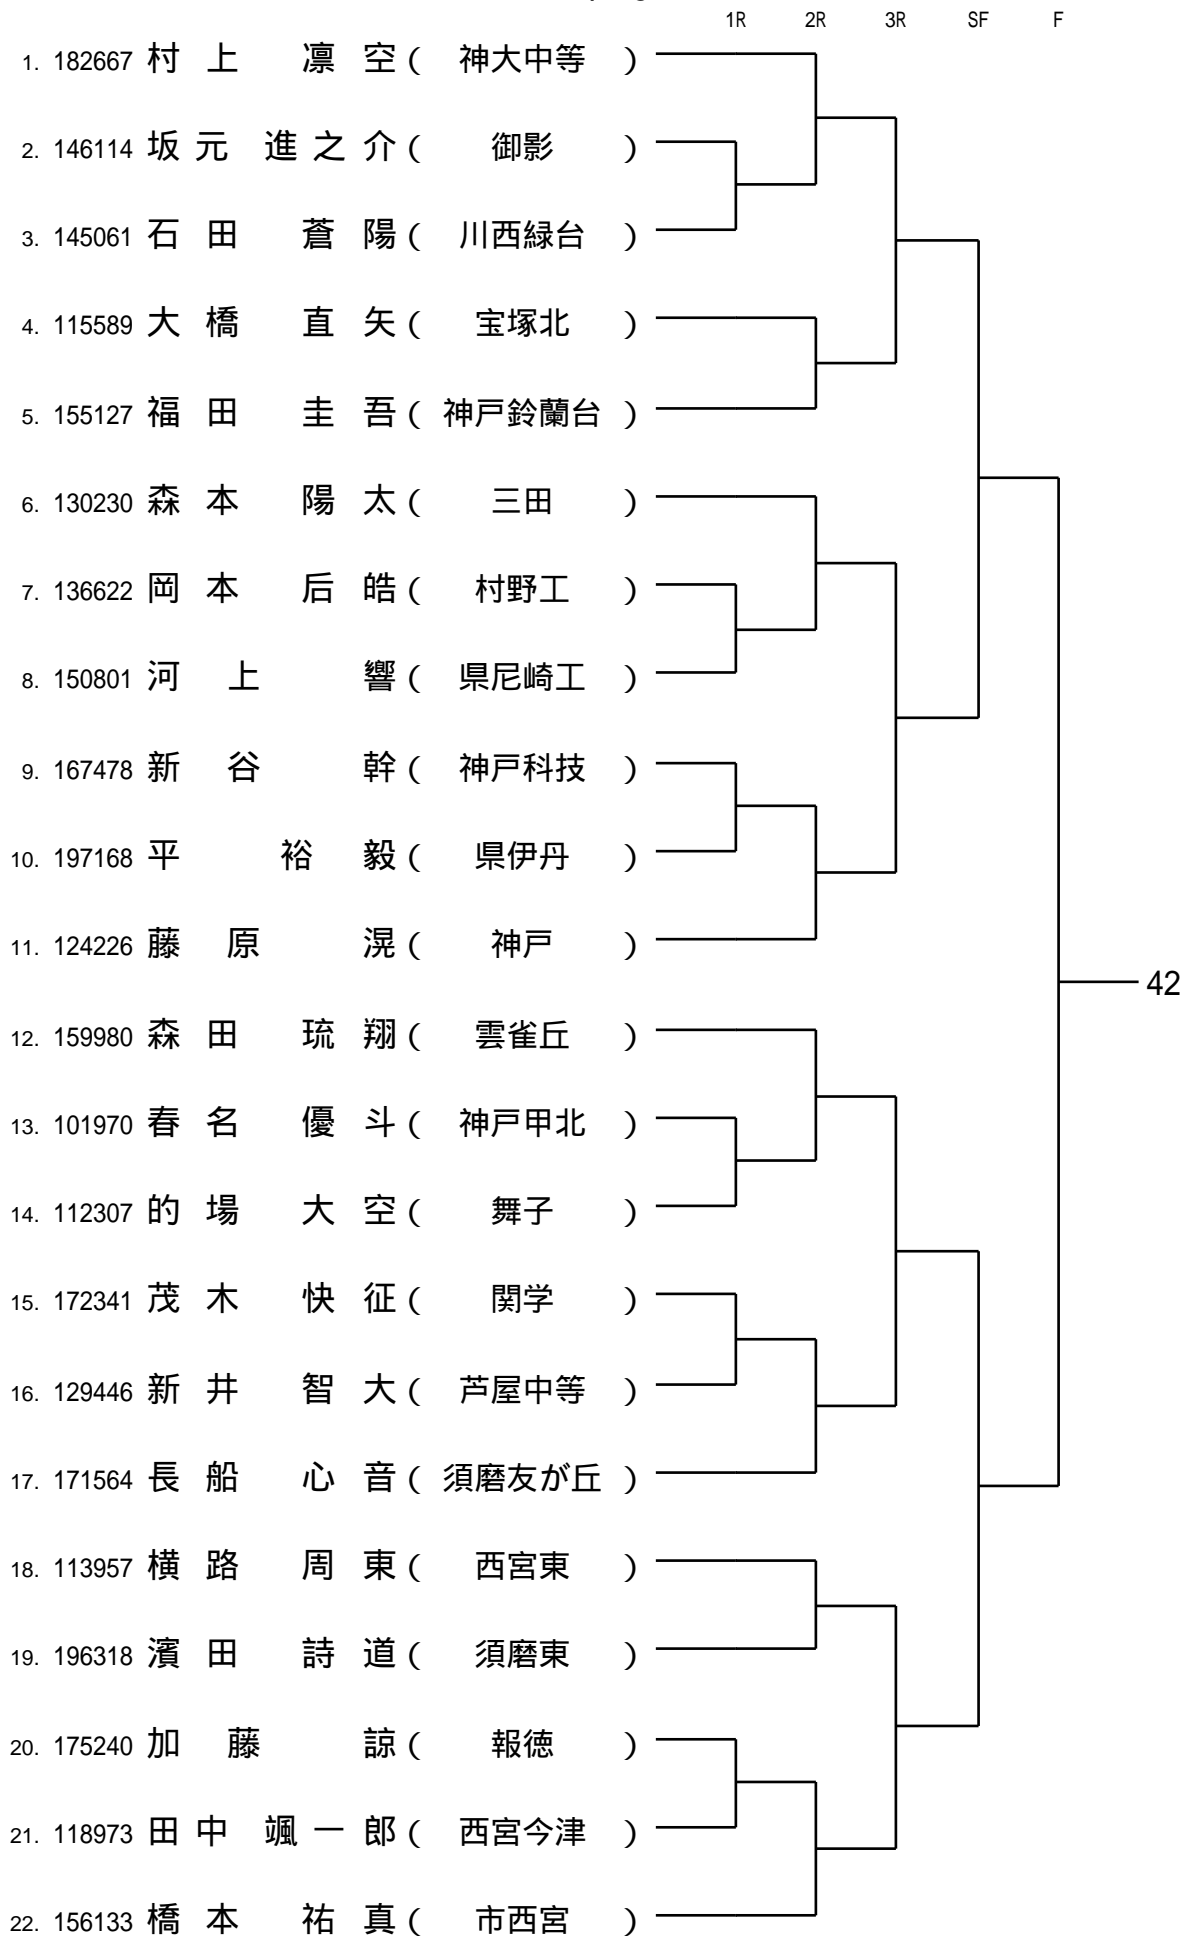 1R 2R 3R SF F
1. 182667 村上 凛空 ( 神大中等 )
2. 146114 坂元 進之介 ( 御影 )
3. 145061 石田 蒼陽 ( 川西緑台 )
4. 115589 大橋 直矢 ( 宝塚北 )
5. 155127 福田 圭吾 ( 神戸鈴蘭台 )
6. 130230 森本 陽太 ( 三田 )
7. 136622 岡本 后皓 ( 村野工 )
8. 150801 河上 響 ( 県尼崎工 )
9. 167478 新谷 幹 ( 神戸科技 )
10. 197168 平 裕毅 ( 県伊丹 )
11. 124226 藤原 滉 ( 神戸 )
42
12. 159980 森田 琉翔 ( 雲雀丘 )
13. 101970 春名 優斗 ( 神戸甲北 )
14. 112307 的場 大空 ( 舞子 )
15. 172341 茂木 快征 ( 関学 )
16. 129446 新井 智大 ( 芦屋中等 )
17. 171564 長船 心音 ( 須磨友が丘 )
18. 113957 横路 周東 ( 西宮東 )
19. 196318 濱田 詩道 ( 須磨東 )
20. 175240 加藤 諒 ( 報徳 )
21. 118973 田中 颯一郎 ( 西宮今津 )
22. 156133 橋本 祐真 ( 市西宮 )